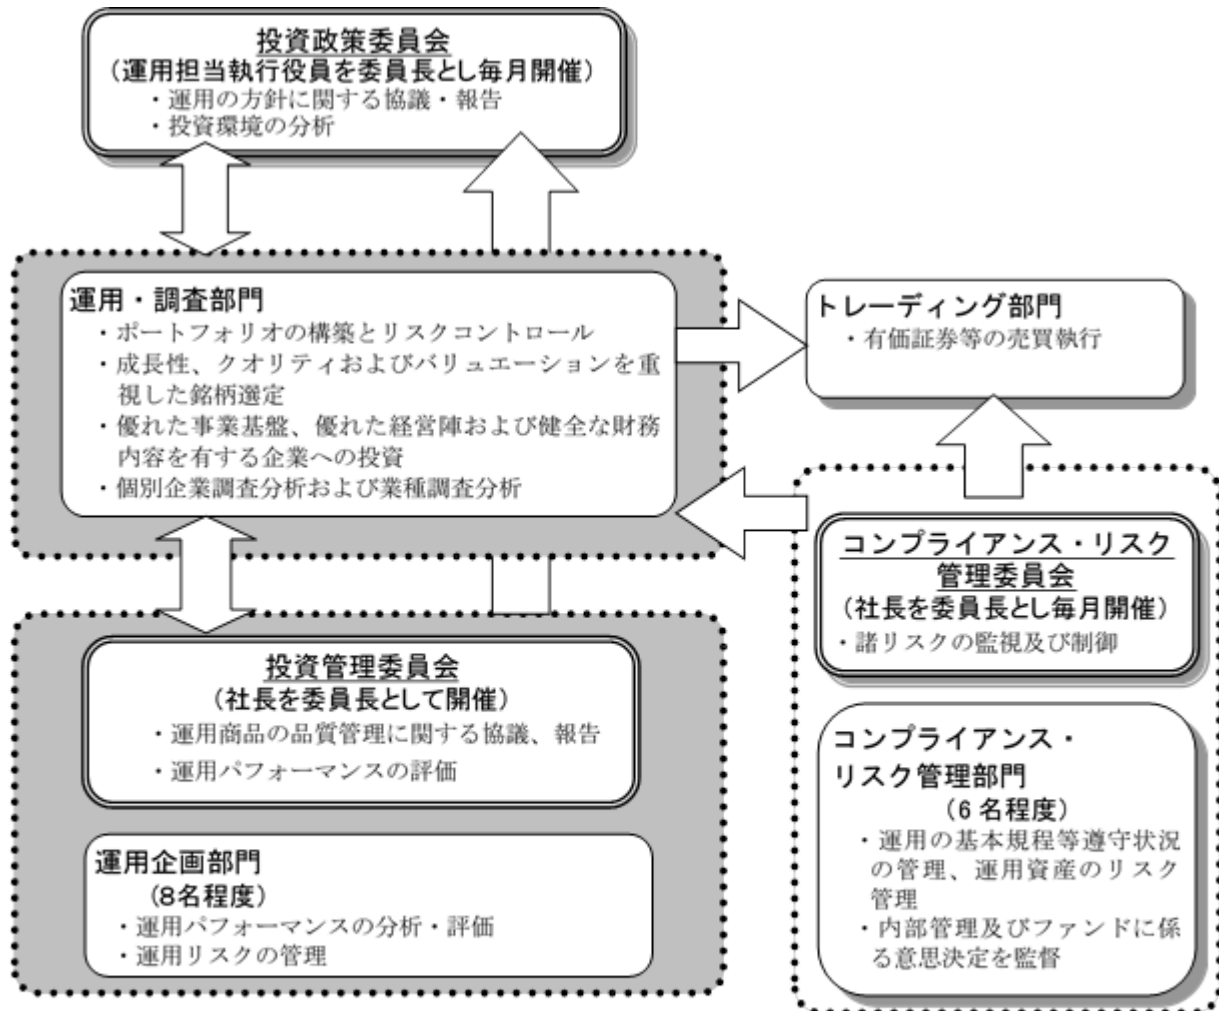 投資政策委員会
(運用担当執行役員を委員長とし毎月開催)
・運用の方針に関する協議・報告
・投資環境の分析
運用・調査部門
・ポートフォリオの構築とリスクコントロール
・成長性、クオリティおよびバリュエーションを重
視した銘柄選定
・優れた事業基盤、優れた経営陣および健全な財務
内容を有する企業への投資
・個別企業調査分析および業種調査分析
トレーディング部門
・有価証券等の売買執行
投資管理委員会
(社長を委員長として開催)
・運用商品の品質管理に関する協議、報告
・運用パフォーマンスの評価
運用企画部門
(8名程度)
・運用パフォーマンスの分析・評価
・運用リスクの管理
コンプライアンス・リスク
管理委員会
(社長を委員長とし毎月開催)
・諸リスクの監視及び制御
コンプライアンス・
リスク管理部門
(6 名程度)
・運用の基本規程等遵守状況
の管理、運用資産のリスク
管理
・内部管理及びファンドに係
る意思決定を監督